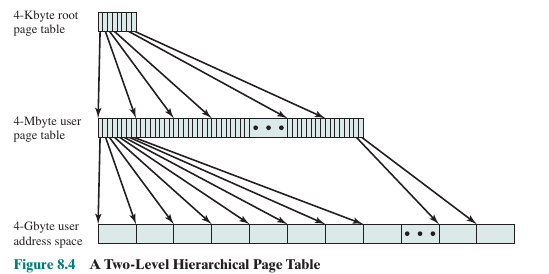 4-Kbyte root
page table
4-Mbyte user
page table
• • •
4-Gbyte user
address space
• • •
Figure 8.4 A Two-Level Hierarchical Page Table